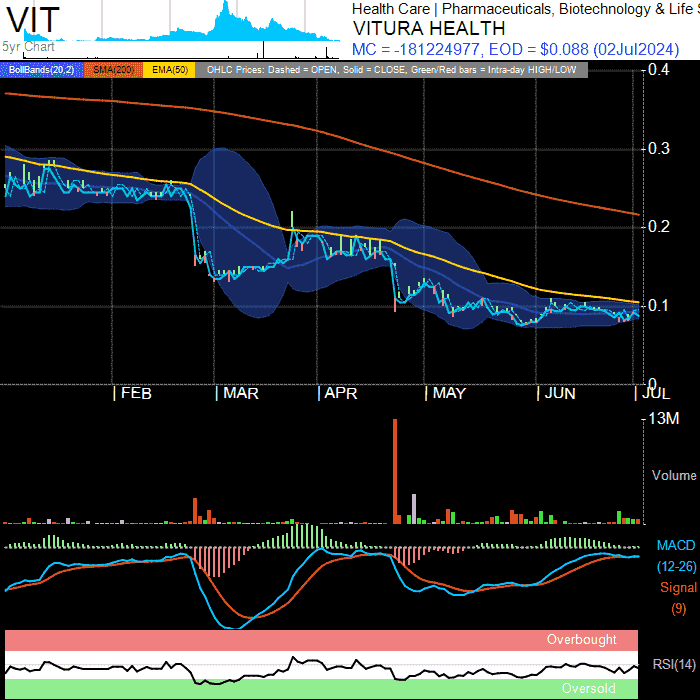 VIT
5yr Chart
Health Care | Pharmaceuticals, Biotechnology & Life S
VITURA HEALTH
MC = -181224977, EOD = $0.088 (02Jul2024)
BollBands(20,2) SMA(200) EMA(50) OHLC Prices: Dashed = OPEN, Solid = CLOSE, Green/Red bars = Intra-day HIGH/LOW
0.4
0.3
0.2
0.1
0
FEB MAR APR MAY JUN JUL
13M
Volume
MACD
(12-26)
Signal
(9)
Overbought
RSI(14)
Oversold